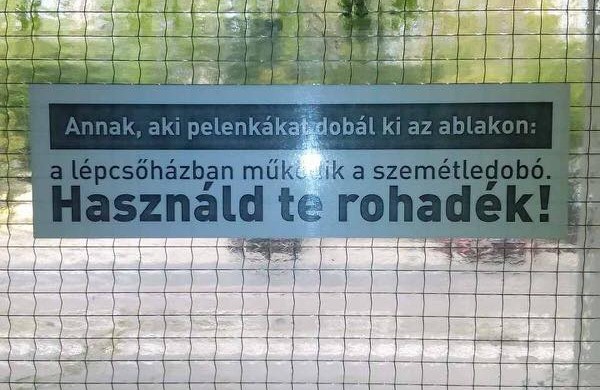 Annak, aki pelenkákat dobál ki az ablakon:
a lépcsőházban működik a szemétledobó.
Használd te rohadék!